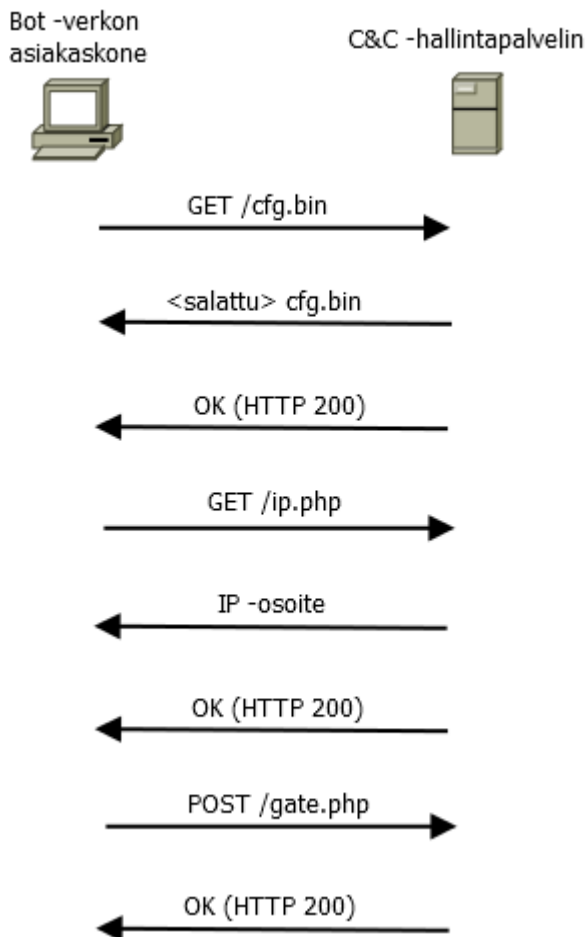 Bot -verkon
asiakaskone
C&C -hallintapalvelin
GET /cfg.bin
<salattu> cfg.bin
OK (HTTP 200)
GET /ip.php
IP -osoite
OK (HTTP 200)
POST /gate.php
OK (HTTP 200)